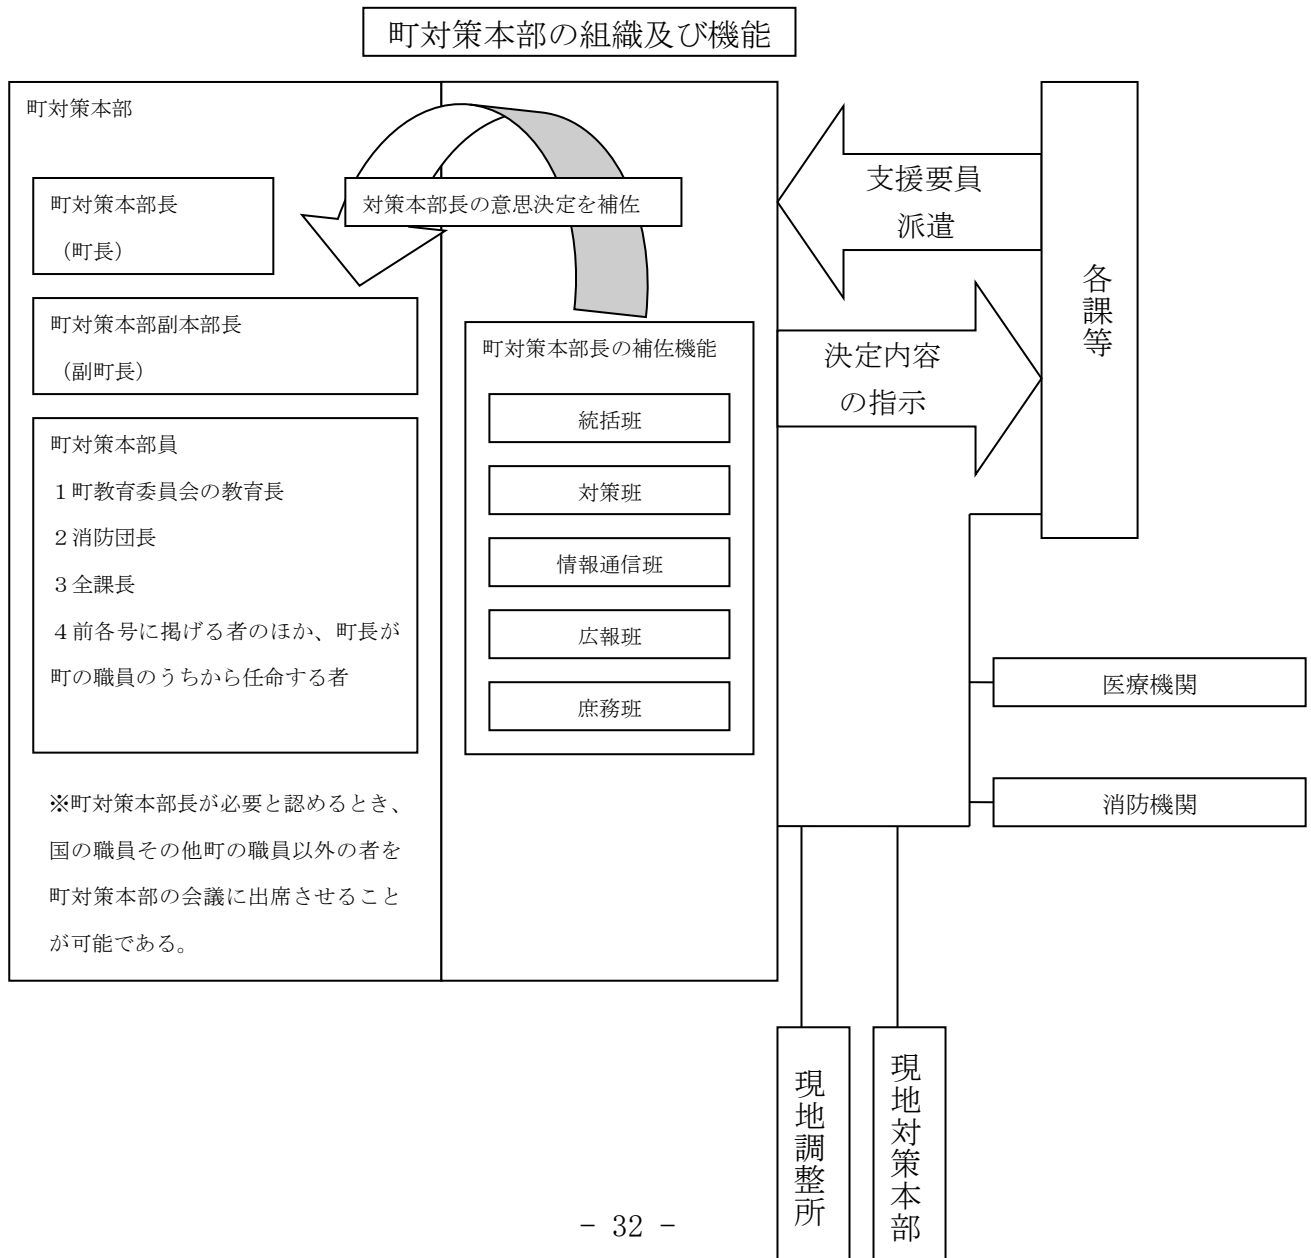 町対策本部の組織及び機能
町対策本部
町対策本部長
（町長）
町対策本部副本部長
（副町長）
町対策本部員
１町教育委員会の教育長
２消防団長
３全課長
４前各号に掲げる者のほか、町長が
町の職員のうちから任命する者
※町対策本部長が必要と認めるとき、
国の職員その他町の職員以外の者を
町対策本部の会議に出席させること
が可能である。
対策本部長の意思決定を補佐
町対策本部長の補佐機能
統括班
対策班
情報通信班
広報班
庶務班
支援要員
派遣
決定内容
の指示
各課等
医療機関
消防機関
現地調整所
現地対策本部
- 32 -